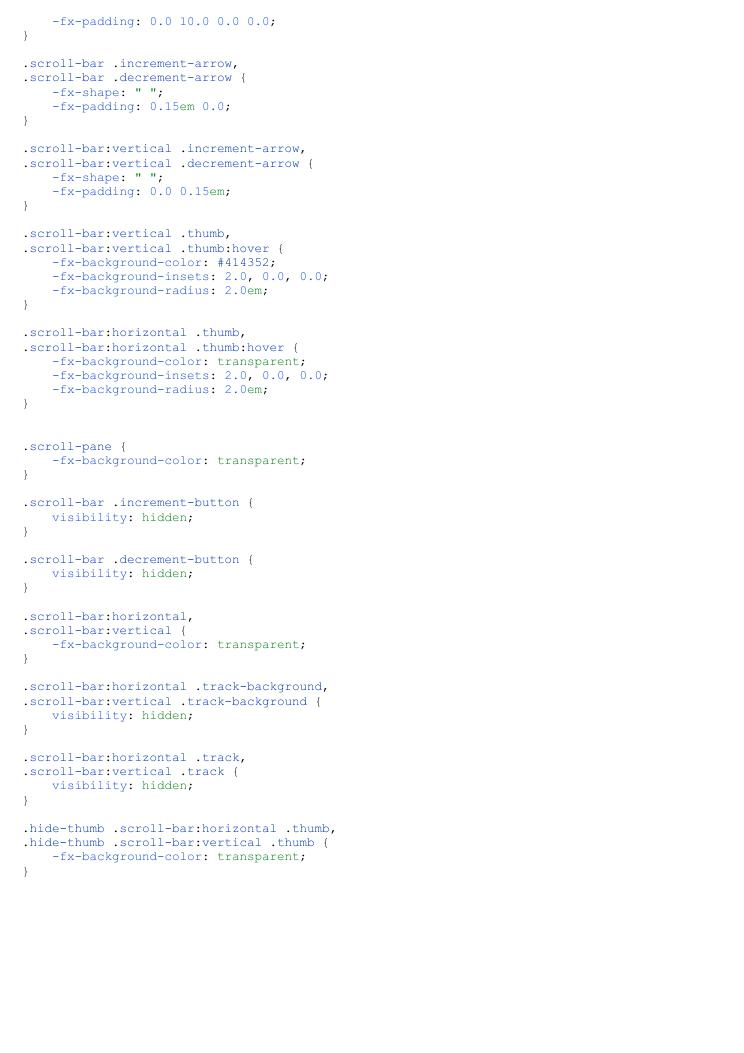 -fx-padding: 0.0 10.0 0.0 0.0;
}

.scroll-bar .increment-arrow,
.scroll-bar .decrement-arrow {
    -fx-shape: " ";
    -fx-padding: 0.15em 0.0;
}

.scroll-bar:vertical .increment-arrow,
.scroll-bar:vertical .decrement-arrow {
    -fx-shape: " ";
    -fx-padding: 0.0 0.15em;
}

.scroll-bar:vertical .thumb,
.scroll-bar:vertical .thumb:hover {
    -fx-background-color: #414352;
    -fx-background-insets: 2.0, 0.0, 0.0;
    -fx-background-radius: 2.0em;
}

.scroll-bar:horizontal .thumb,
.scroll-bar:horizontal .thumb:hover {
    -fx-background-color: transparent;
    -fx-background-insets: 2.0, 0.0, 0.0;
    -fx-background-radius: 2.0em;
}


.scroll-pane {
    -fx-background-color: transparent;
}

.scroll-bar .increment-button {
    visibility: hidden;
}

.scroll-bar .decrement-button {
    visibility: hidden;
}

.scroll-bar:horizontal,
.scroll-bar:vertical {
    -fx-background-color: transparent;
}

.scroll-bar:horizontal .track-background,
.scroll-bar:vertical .track-background {
    visibility: hidden;
}

.scroll-bar:horizontal .track,
.scroll-bar:vertical .track {
    visibility: hidden;
}

.hide-thumb .scroll-bar:horizontal .thumb,
.hide-thumb .scroll-bar:vertical .thumb {
    -fx-background-color: transparent;
}